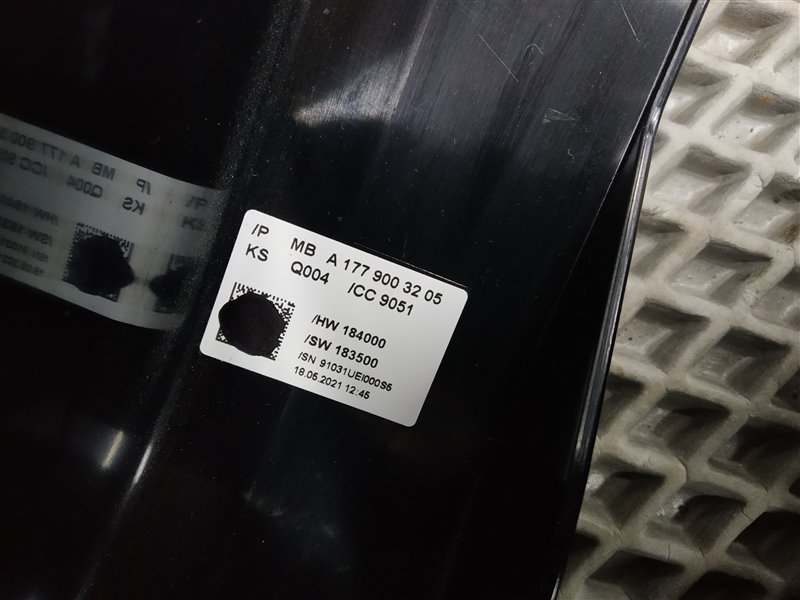 /P MB A 177 900 32 05
KS Q004 /CC 9051
/HW 184000
/SW 183500
/SN 91031UEI000S5
18.05.2021 12:45